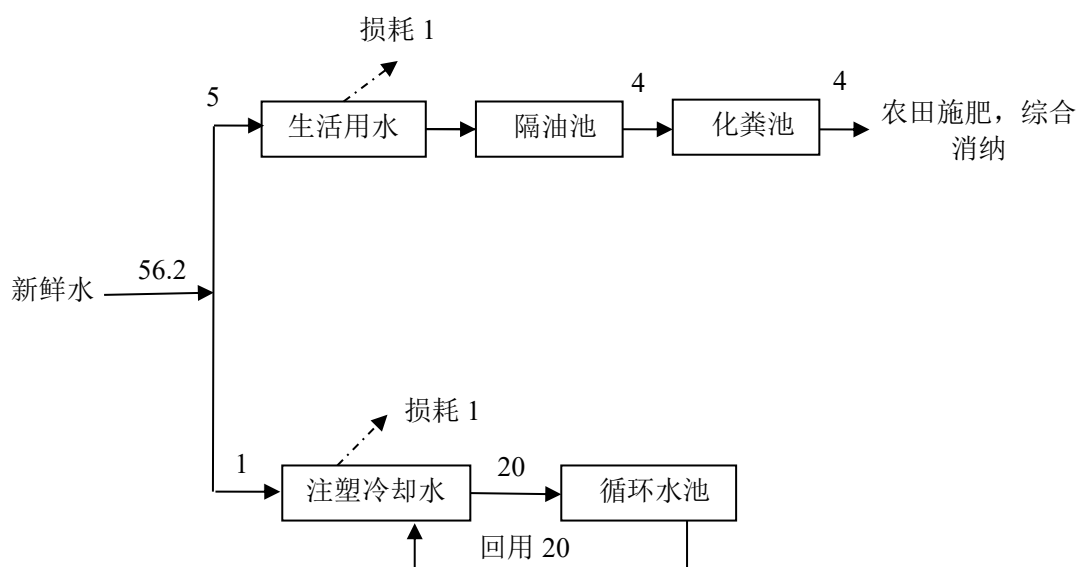 损耗 1
5
生活用水
隔油池
4
化粪池
4
农田施肥，综合
消纳
新鲜水
56.2
损耗 1
1
注塑冷却水
20
循环水池
回用 20